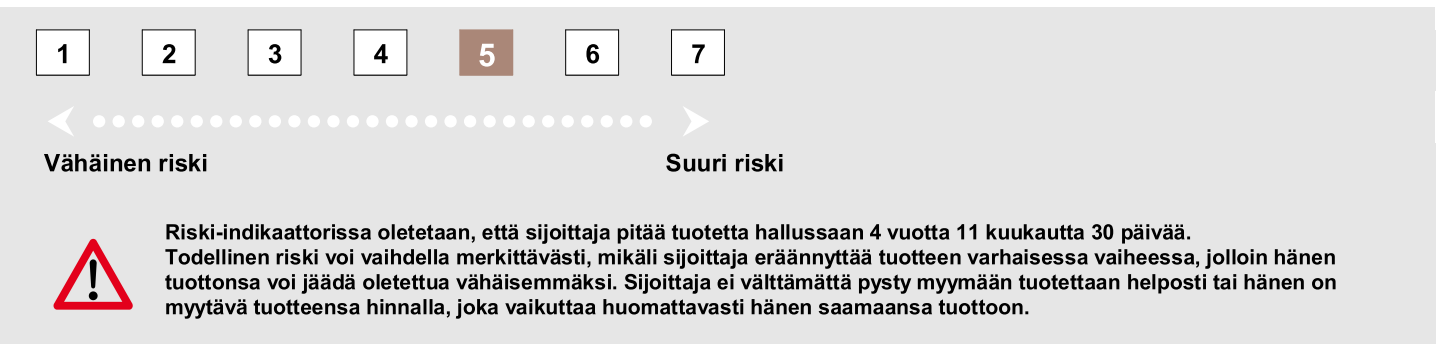 1 2 3 4 5 6 7
Vähäinen riski Suuri riski
Riski-indikaattorissa oletetaan, että sijoittaja pitää tuotetta hallussaan 4 vuotta 11 kuukautta 30 päivää.
Todellinen riski voi vaihdella merkittävästi, mikäli sijoittaja eräännyttää tuotteen varhaisessa vaiheessa, jolloin hänen
tuottonsa voi jäädä oletettua vähäisemmäksi. Sijoittaja ei välttämättä pysty myymään tuotettaan helposti tai hänen on
myytävä tuotteensa hinnalla, joka vaikuttaa huomattavasti hänen saamaansa tuottoon.